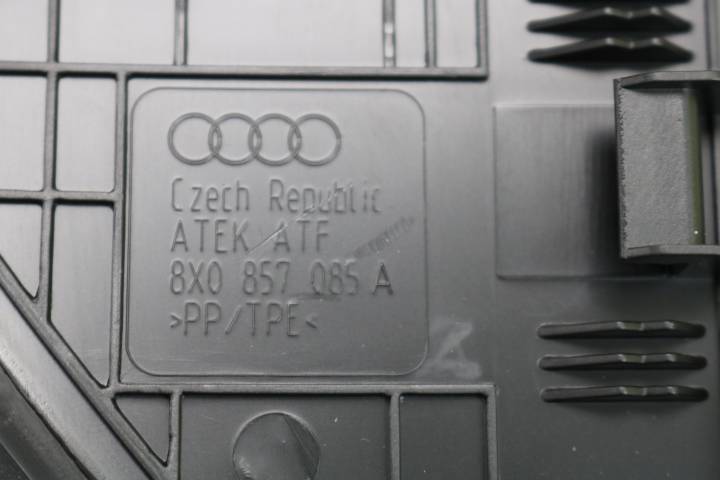 Czech Republic
ATEK ATF
8X0 857 085 A
>PP/TPE<